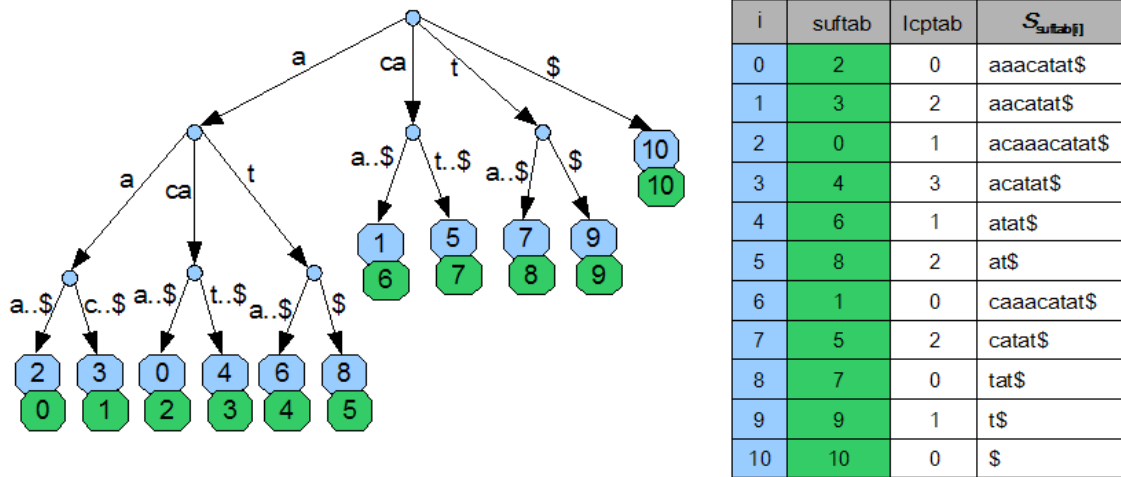 a ca t $
a ca t a..$ t..$ a..$ $ 10
10
1 5 7 9
6 7 8 9
a..$ c..$ a..$ t..$ a..$ $
2 3 0 4 6 8
0 1 2 3 4 5
i suftab lcptab S suftab[i]
0 2 0 aaacatat$
1 3 2 aacatat$
2 0 1 acaaacatat$
3 4 3 acatat$
4 6 1 atat$
5 8 2 at$
6 1 0 caaacatat$
7 5 2 catat$
8 7 0 tat$
9 9 1 t$
10 10 0 $